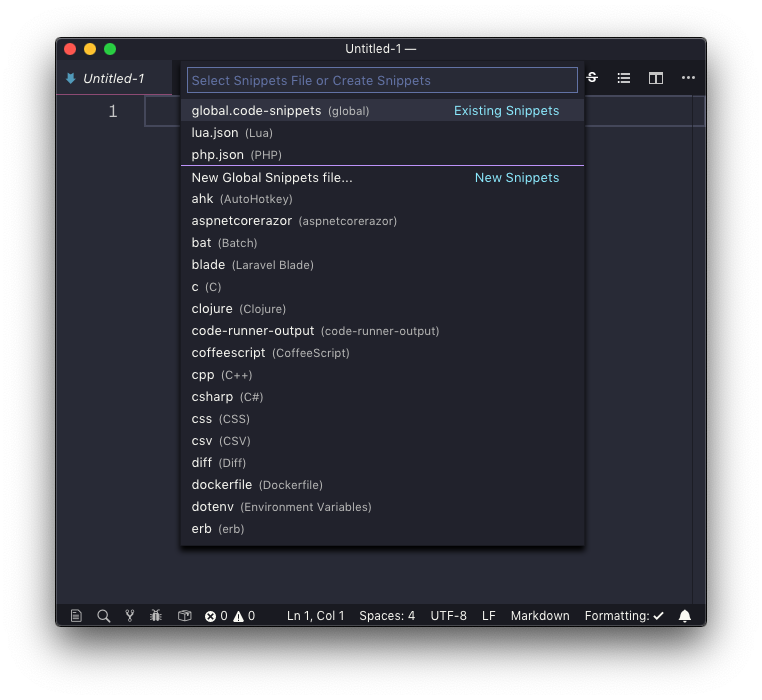 Untitled-1 —
Untitled-1
Select Snippets File or Create Snippets
1
global.code-snippets (global) Existing Snippets
lua.json (Lua)
php.json (PHP)
New Global Snippets file... New Snippets
ahk (AutoHotkey)
aspnetcorerazor (aspnetcorerazor)
bat (Batch)
blade (Laravel Blade)
c (C)
clojure (Clojure)
code-runner-output (code-runner-output)
coffeescript (CoffeeScript)
cpp (C++)
csharp (C#)
css (CSS)
csv (CSV)
diff (Diff)
dockerfile (Dockerfile)
dotenv (Environment Variables)
erb (erb)
0 0 Ln 1, Col 1 Spaces: 4 UTF-8 LF Markdown Formatting: ✓